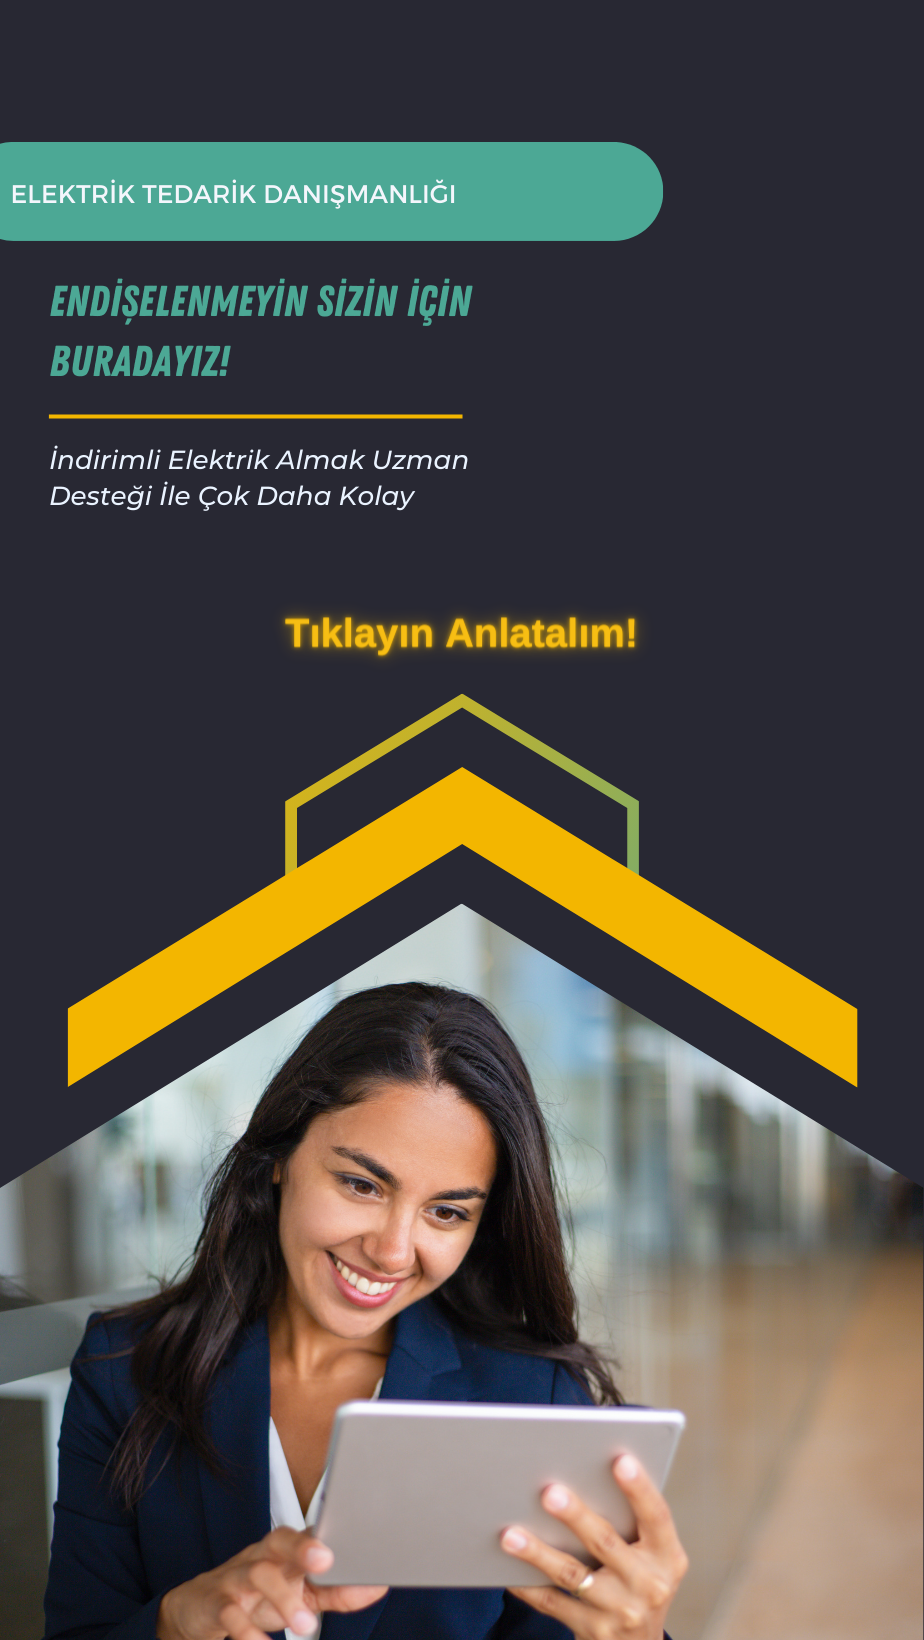 ELEKTRİK TEDARİK DANIŞMANLIĞI
ENDİŞELENMEYİN SİZİN İÇİN
BURADAYIZ!
İndirimli Elektrik Almak Uzman
Desteği İle Çok Daha Kolay
Tıklayın Anlatalım!